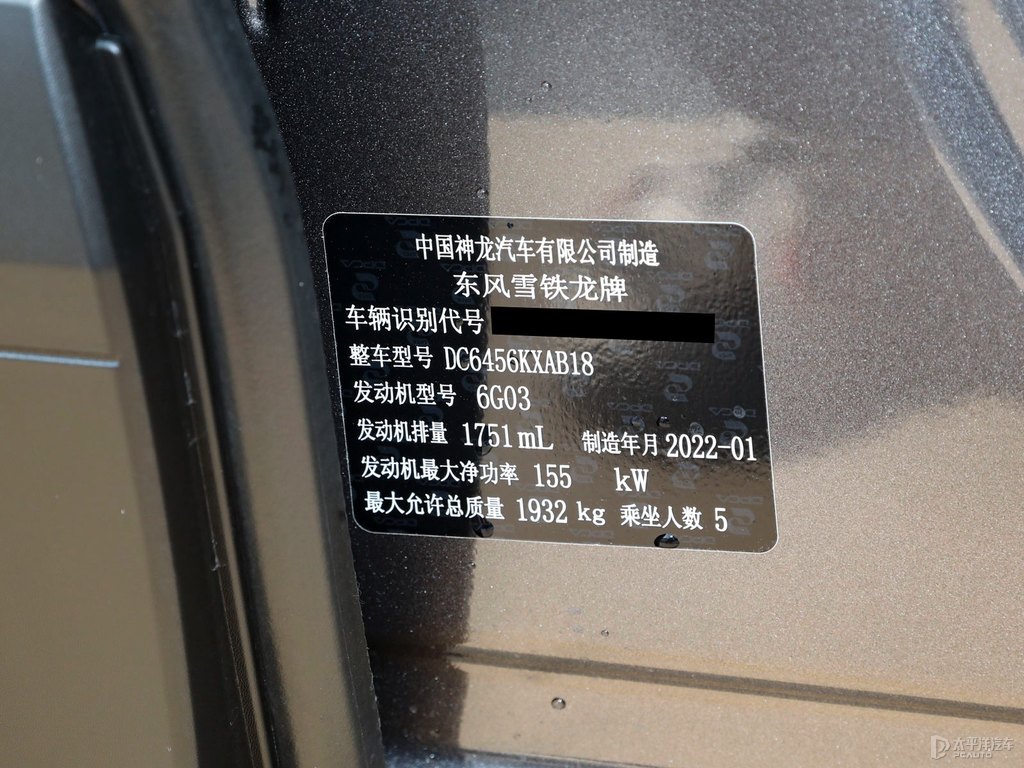 中国神龙汽车有限公司制造
东风雪铁龙牌
车辆识别代号
整车型号 DC6456KXAB18
发动机型号 6G03
发动机排量 1751mL 制造年月 2022-01
发动机最大净功率 155 kW
最大允许总质量 1932 kg 乘坐人数 5
太平洋汽车
PCAUTO